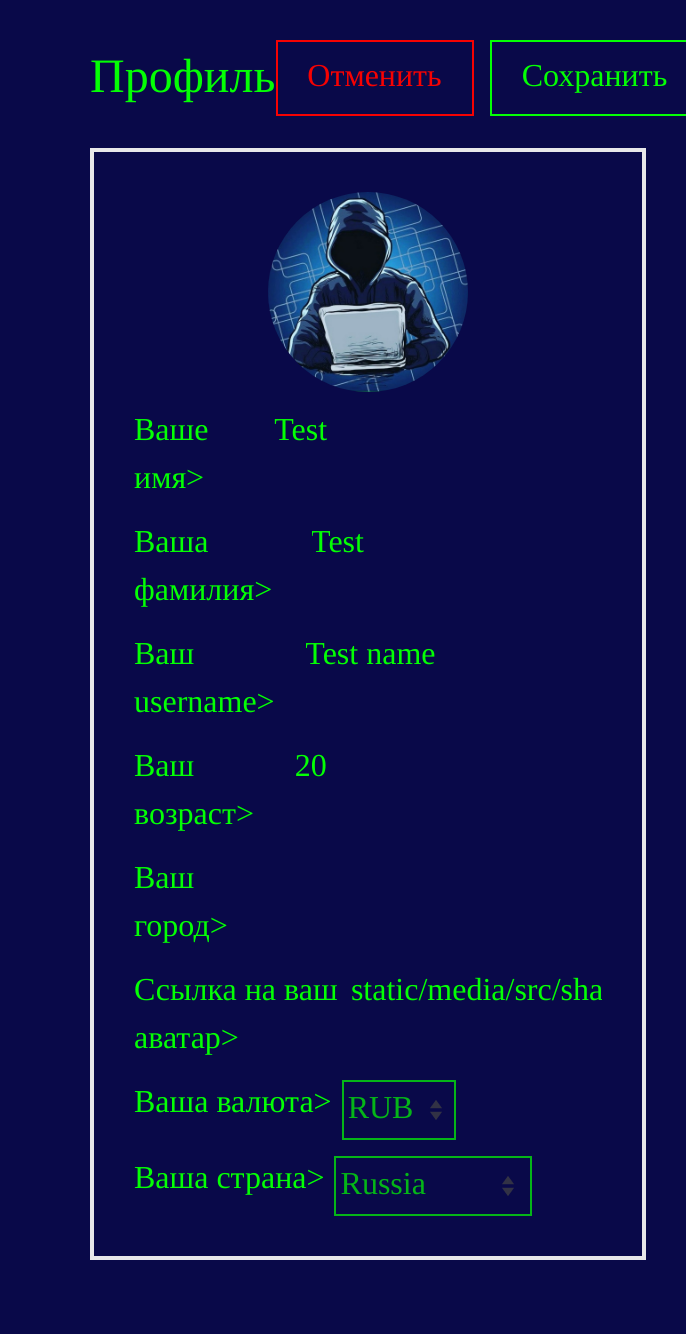 Профиль Отменить Сохранить
Ваше Test
имя>
Ваша Test
фамилия>
Ваш Test name
username>
Ваш 20
возраст>
Ваш
город>
Ссылка на ваш static/media/src/sha
аватар>
Ваша валюта> RUB
Ваша страна> Russia